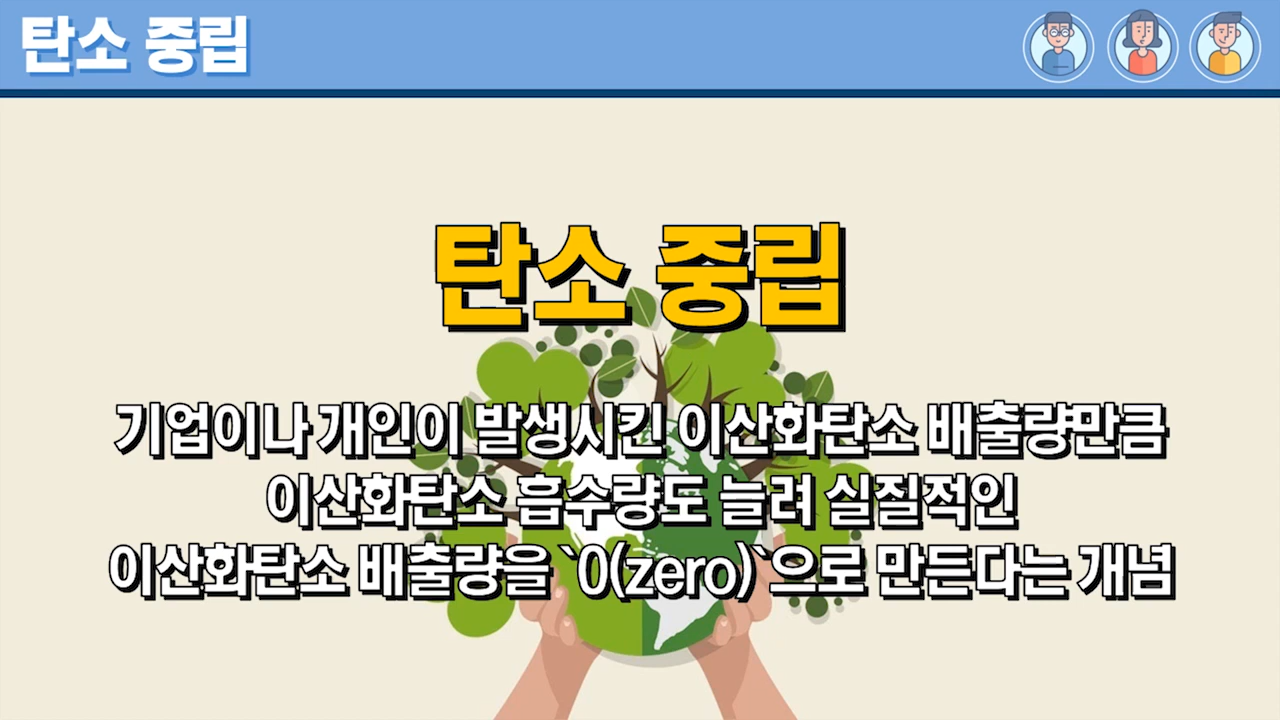 탄소 중립
탄소 중립
기업이나 개인이 발생시킨 이산화탄소 배출량만큼
이산화탄소 흡수량도 늘려 실질적인
이산화탄소 배출량을 `0(zero)`으로 만든다는 개념